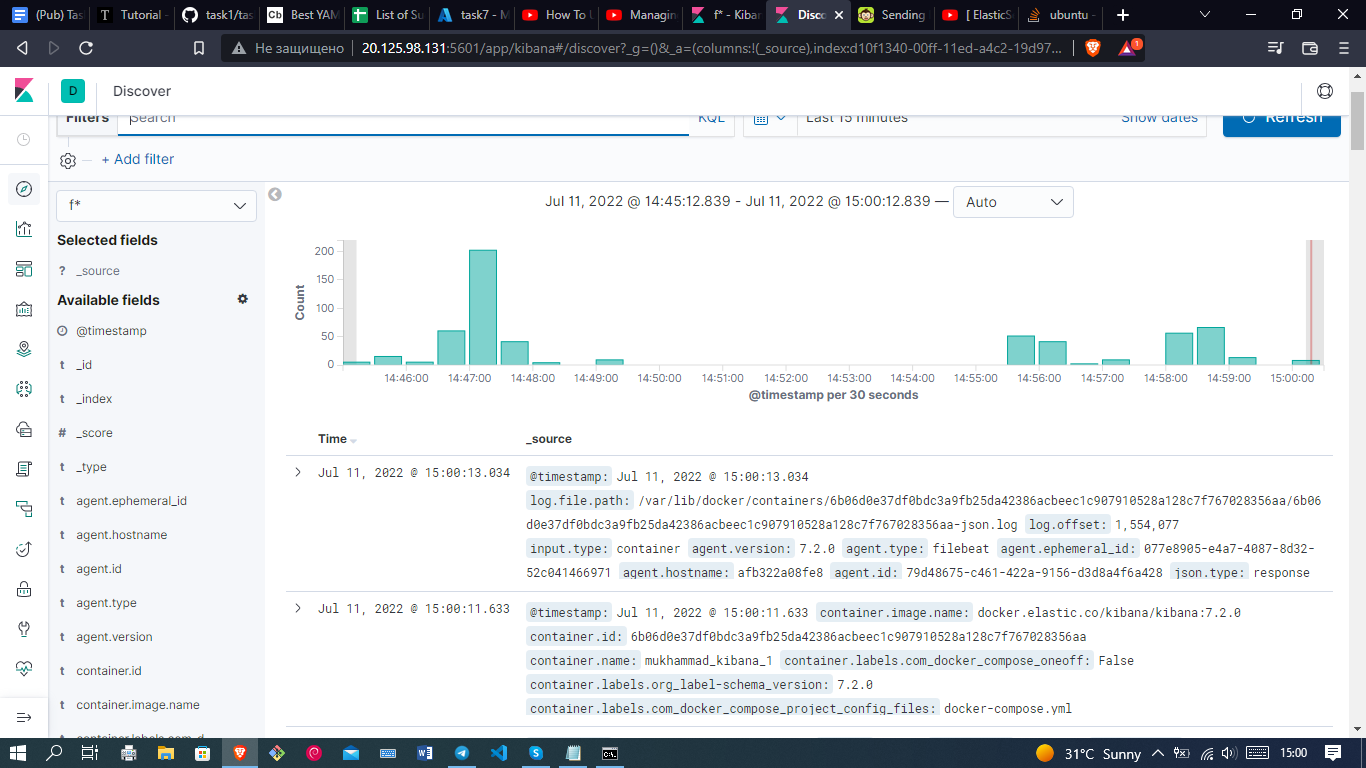 (Pub) Tas
Tutorial -
task1/tas
Best YAM
List of Su
task7 - M
How To U
Managin
f* - Kiba
Disco
Sending
[ ElasticSe
ubuntu -
Не защищено
20.125.98.131:5601/app/kibana#/discover?_g=()&_a=(columns:!(_source),index:d10f1340-00ff-11ed-a4c2-19d97...
1
D
Discover
Filters
Search
KQL
Last 15 minutes
Show dates
Refresh
+ Add filter
f*
Selected fields
? _source
Available fields
@timestamp
t _id
t _index
# _score
t _type
t agent.ephemeral_id
t agent.hostname
t agent.id
t agent.type
t agent.version
t container.id
t container.image.name
Jul 11, 2022 @ 14:45:12.839 - Jul 11, 2022 @ 15:00:12.839 —
Auto
Count
200
150
100
50
0
14:46:00 14:47:00 14:48:00 14:49:00 14:50:00 14:51:00 14:52:00 14:53:00 14:54:00 14:55:00 14:56:00 14:57:00 14:58:00 14:59:00 15:00:00
@timestamp per 30 seconds
Time _source
Jul 11, 2022 @ 15:00:13.034
@timestamp: Jul 11, 2022 @ 15:00:13.034
log.file.path: /var/lib/docker/containers/6b06d0e37df0bdc3a9fb25da42386acbeec1c907910528a128c7f767028356aa/6b06
d0e37df0bdc3a9fb25da42386acbeec1c907910528a128c7f767028356aa-json.log log.offset: 1,554,077
input.type: container agent.version: 7.2.0 agent.type: filebeat agent.ephemeral_id: 077e8905-e4a7-4087-8d32-
52c041466971 agent.hostname: afb322a08fe8 agent.id: 79d48675-c461-422a-9156-d3d8a4f6a428 json.type: response
Jul 11, 2022 @ 15:00:11.633
@timestamp: Jul 11, 2022 @ 15:00:11.633 container.image.name: docker.elastic.co/kibana/kibana:7.2.0
container.id: 6b06d0e37df0bdc3a9fb25da42386acbeec1c907910528a128c7f767028356aa
container.name: mukhammad_kibana_1 container.labels.com_docker_compose_oneoff: False
container.labels.org_label-schema_version: 7.2.0
container.labels.com_docker_compose_project_config_files: docker-compose.yml
31°C Sunny
15:00